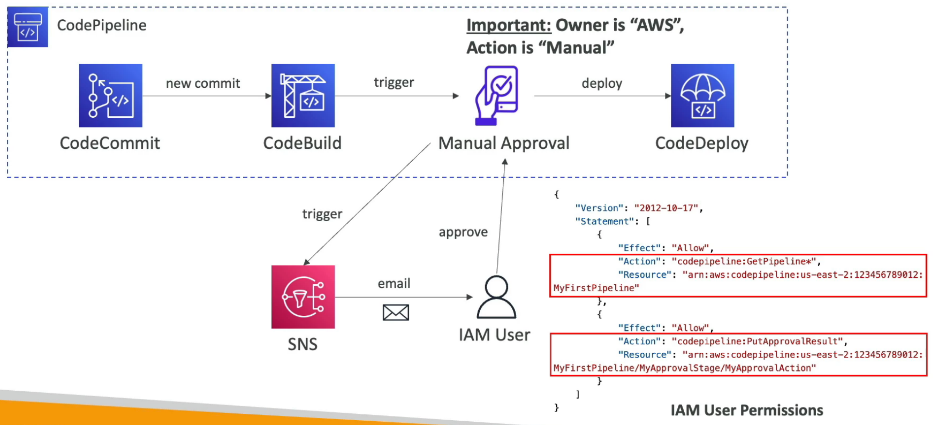 CodePipeline
Important: Owner is “AWS”,
Action is “Manual”
new commit
trigger
deploy
CodeCommit
CodeBuild
Manual Approval
CodeDeploy
trigger
approve
email
SNS
IAM User
{
"Version": "2012-10-17",
"Statement": [
{
"Effect": "Allow",
"Action": "codepipeline:GetPipeline*",
"Resource": "arn:aws:codepipeline:us-east-2:123456789012:
MyFirstPipeline"
},
{
"Effect": "Allow",
"Action": "codepipeline:PutApprovalResult",
"Resource": "arn:aws:codepipeline:us-east-2:123456789012:
MyFirstPipeline/MyApprovalStage/MyApprovalAction"
}
]
}
IAM User Permissions